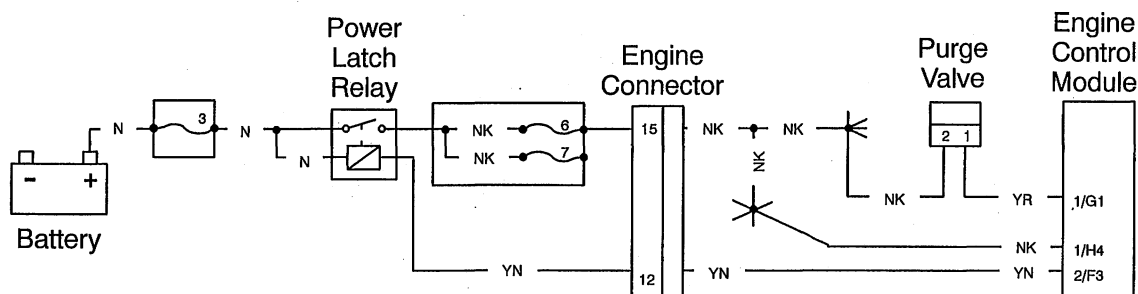 Power
Latch
Relay
Engine
Connector
Purge
Valve
Engine
Control
Module
N
3
N
N
NK
6
NK
7
15
NK
NK
NK
2 1
NK
YR
1/G1
NK
1/H4
YN
12
YN
YN
2/F3
- +
Battery